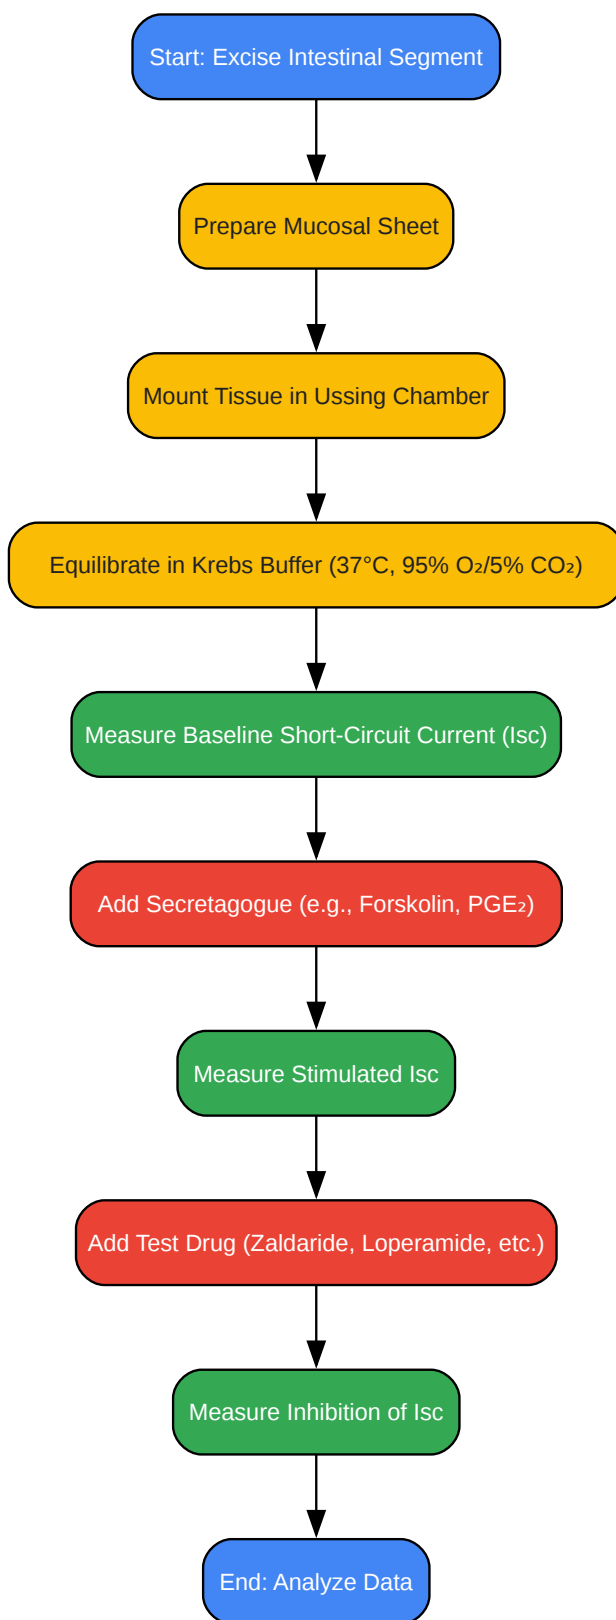 Start: Excise Intestinal Segment
Prepare Mucosal Sheet
Mount Tissue in Ussing Chamber
Equilibrate in Krebs Buffer (37°C, 95% O₂/5% CO₂)
Measure Baseline Short-Circuit Current (Isc)
Add Secretagogue (e.g., Forskolin, PGE₂)
Measure Stimulated Isc
Add Test Drug (Zaldaride, Loperamide, etc.)
Measure Inhibition of Isc
End: Analyze Data